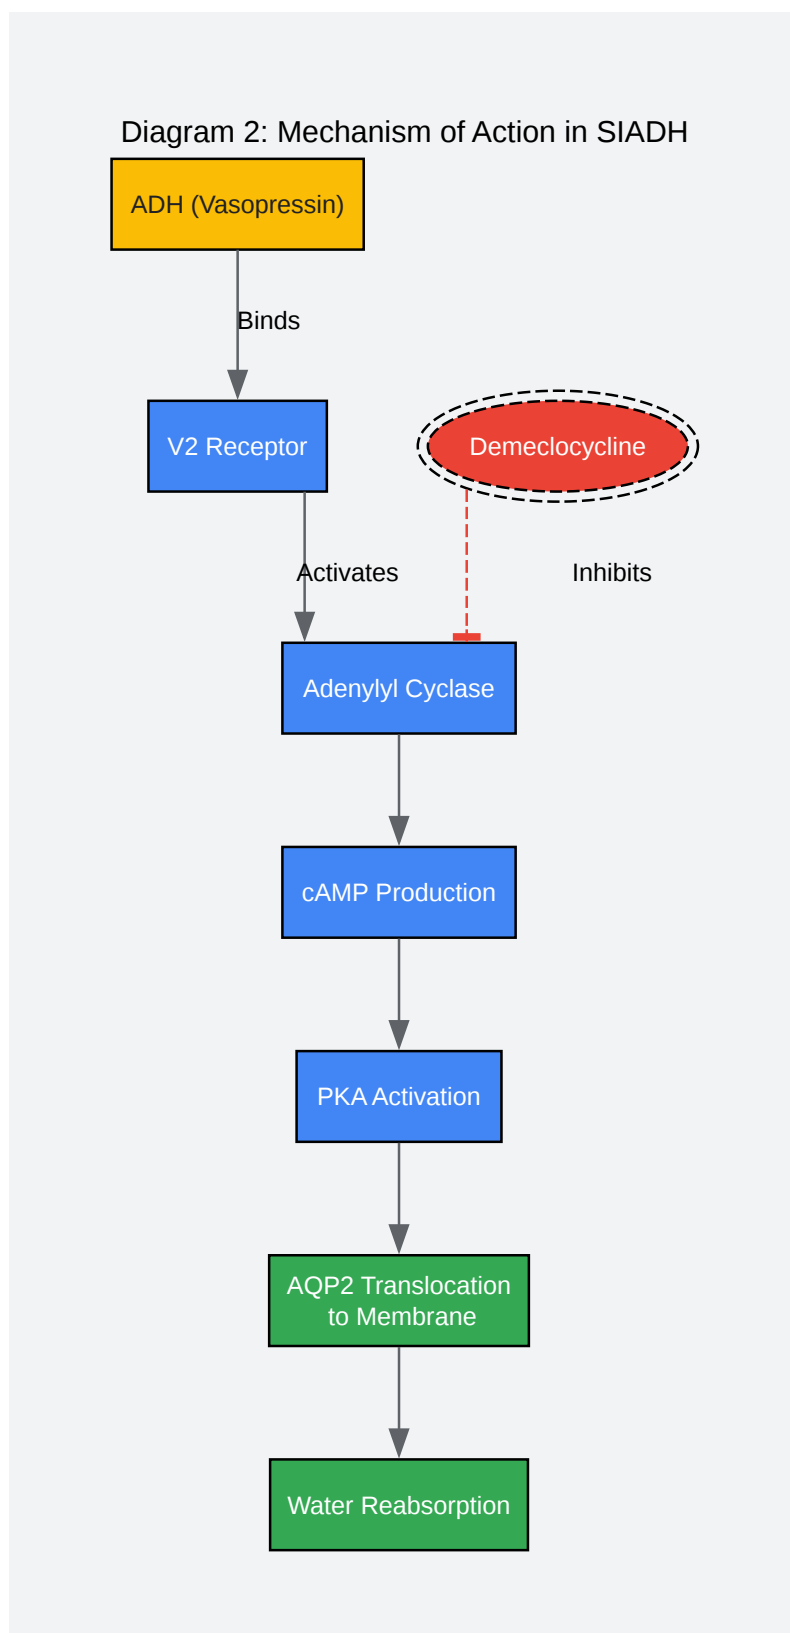 Diagram 2: Mechanism of Action in SIADH
ADH (Vasopressin)
Binds
V2 Receptor
Demeclocycline
Activates
Inhibits
Adenylyl Cyclase
cAMP Production
PKA Activation
AQP2 Translocation
to Membrane
Water Reabsorption